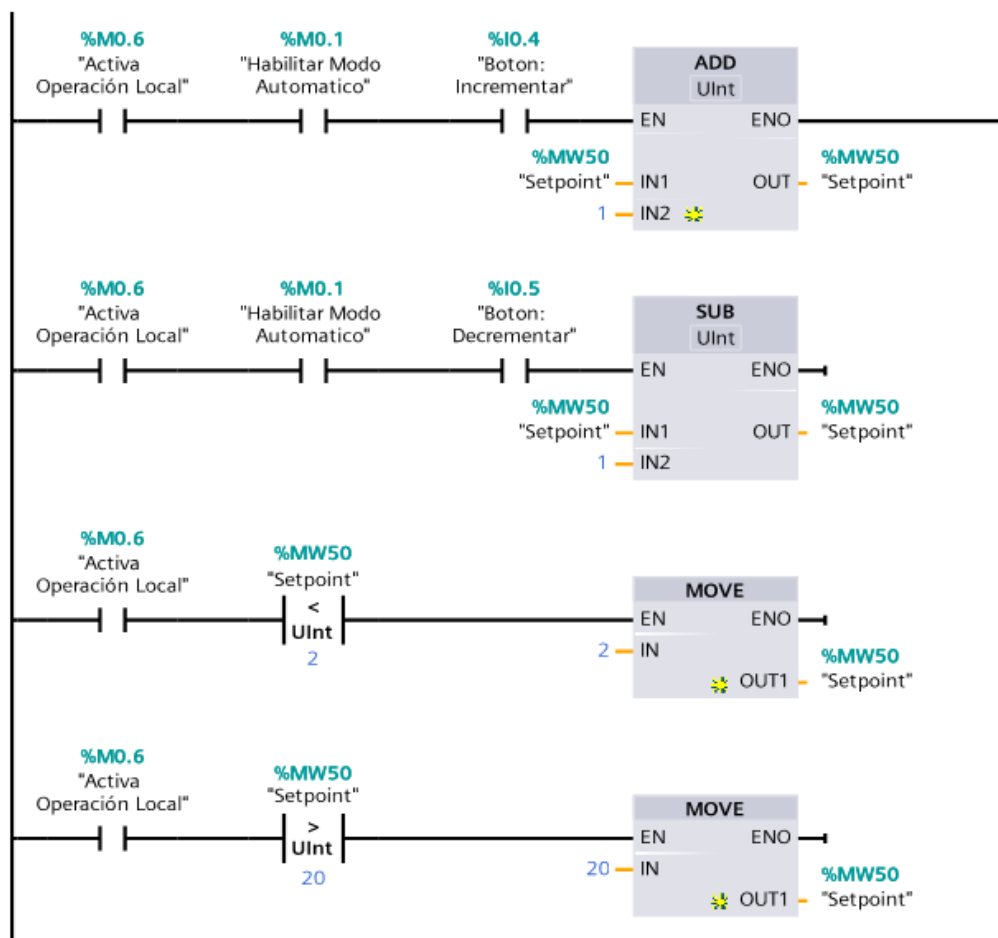 %M0.6
"Activa
Operación Local"
%M0.1
"Habilitar Modo
Automatico"
%I0.4
"Boton:
Incrementar"
ADD
UInt
EN
ENO
%MW50
"Setpoint"
IN1
OUT
%MW50
"Setpoint"
1
IN2
%M0.6
"Activa
Operación Local"
%M0.1
"Habilitar Modo
Automatico"
%I0.5
"Boton:
Decrementar"
SUB
UInt
EN
ENO
%MW50
"Setpoint"
IN1
OUT
%MW50
"Setpoint"
1
IN2
%M0.6
"Activa
Operación Local"
%MW50
"Setpoint"
<
UInt
2
MOVE
EN
ENO
2
IN
OUT1
%MW50
"Setpoint"
%M0.6
"Activa
Operación Local"
%MW50
"Setpoint"
>
UInt
20
MOVE
EN
ENO
20
IN
OUT1
%MW50
"Setpoint"